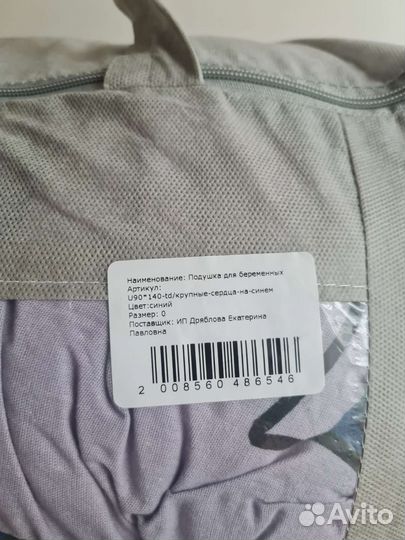 Наименование: Подушка для беременных
Артикул:
U90*140-td/крупные-сердца-на-синем
Цвет:синий
Размер: 0
Поставщик: ИП Дряблова Екатерина
Павловна
2 008560 486546
Avito